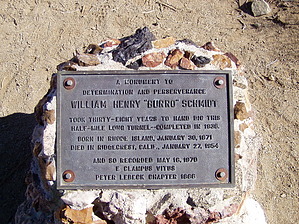 A MONUMENT TO
DETERMINATION AND PERSERVERANCE
WILLIAM HENRY "BURRO" SCHMIDT
TOOK THIRTY-EIGHT YEARS TO HAND DIG THIS
HALF-MILE LONG TUNNEL-COMPLETED IN 1938.
BORN IN RHODE ISLAND, JANUARY 30, 1871
DIED IN RIDGECREST, CALIF., JANUARY 27, 1954
AND SO RECORDED MAY 16, 1970
E CLAMPUS VITUS
PETER LEBECK CHAPTER 1866